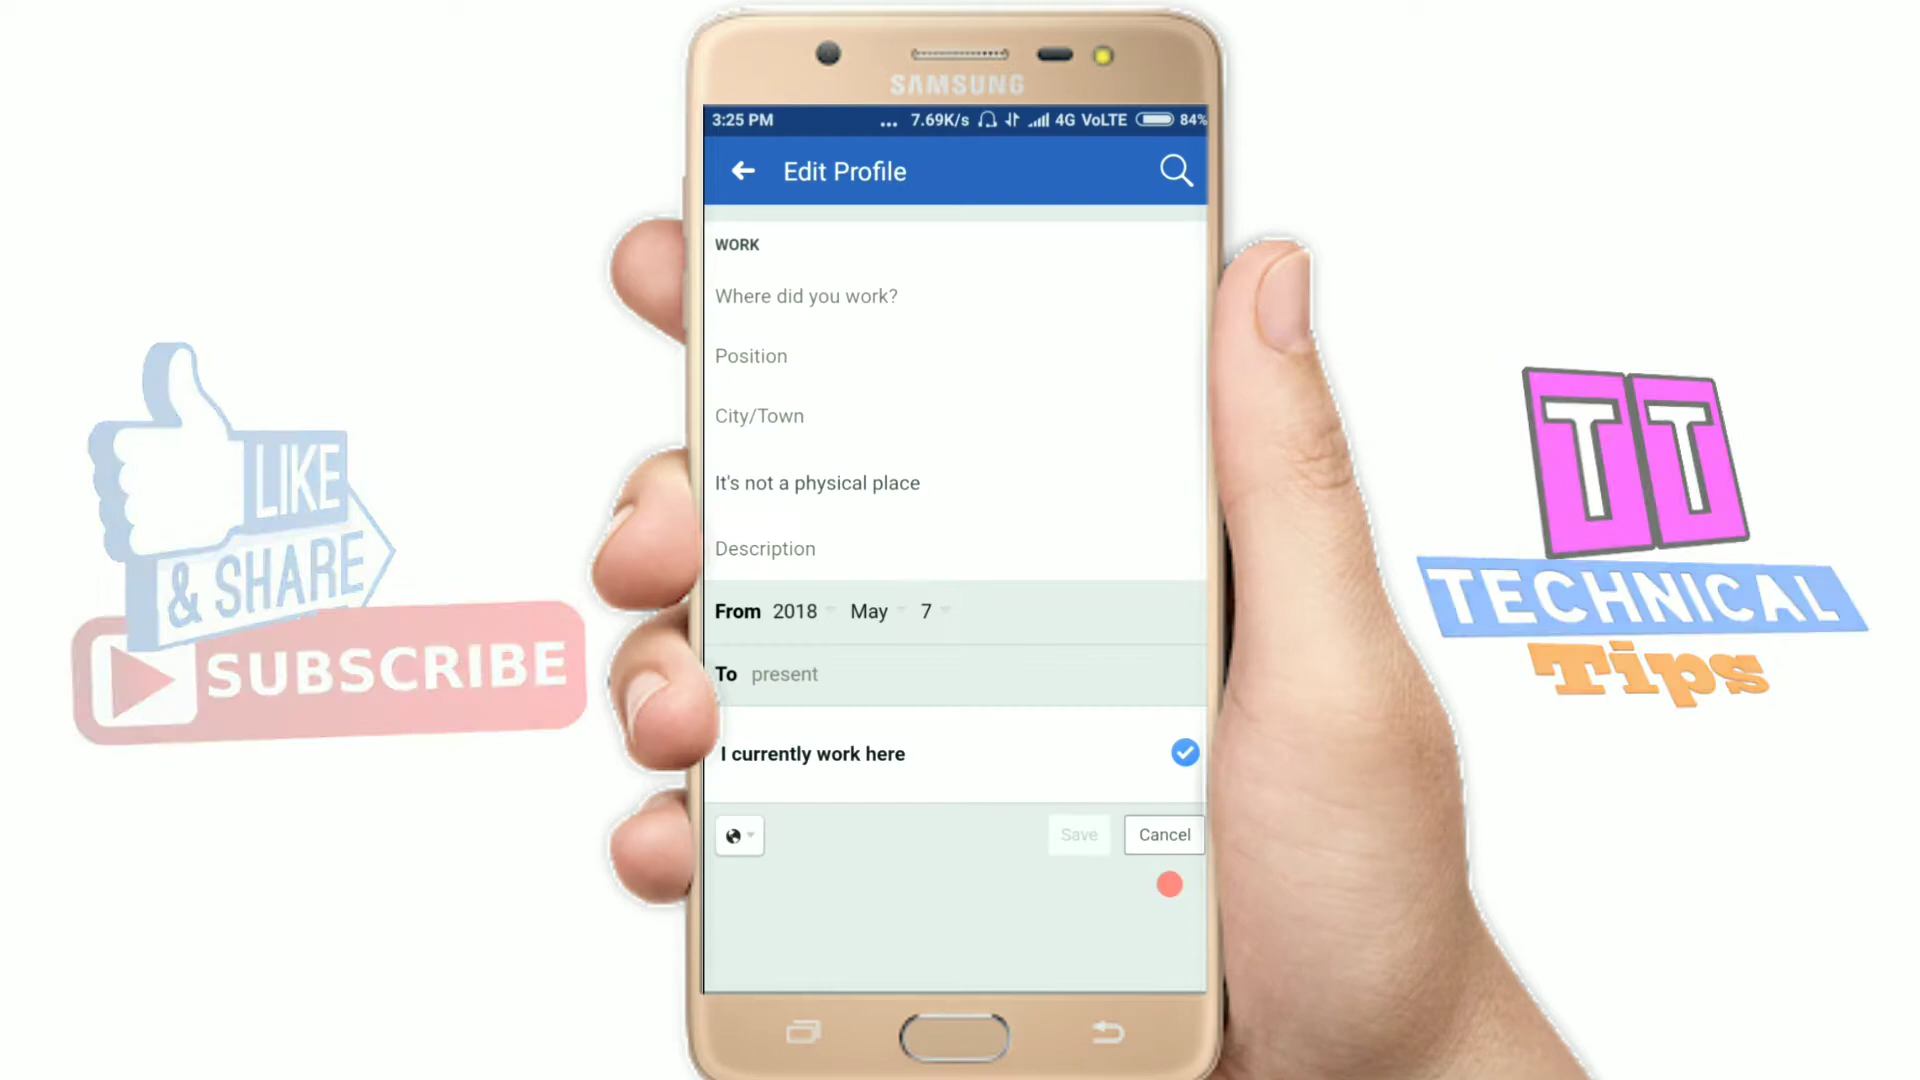 SAMSUNG
3:25 PM ... 7.69K/s 4G VoLTE 84%
Edit Profile
WORK
Where did you work?
Position
City/Town
It's not a physical place
Description
From 2018 May 7
To present
I currently work here
Save Cancel
LIKE
& SHARE
SUBSCRIBE
TT
TECHNICAL
Tips